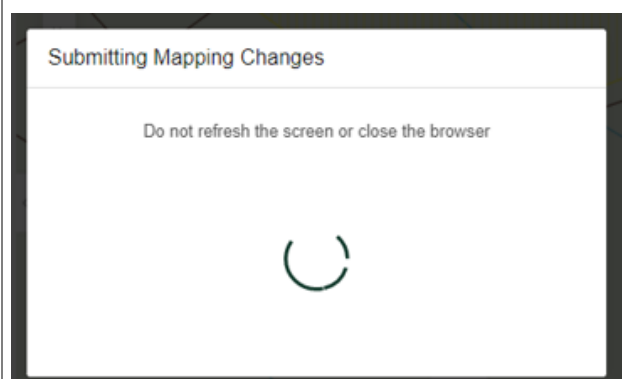 Submitting Mapping Changes
Do not refresh the screen or close the browser